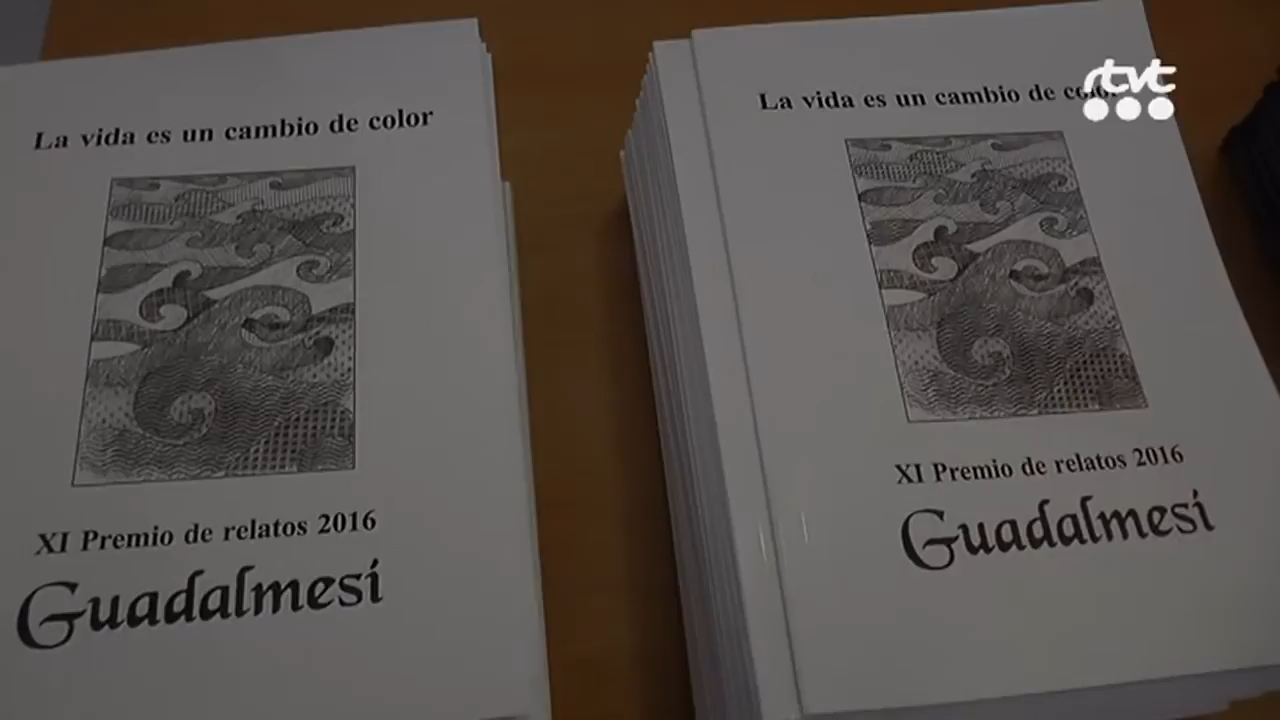 La vida es un cambio de color
XI Premio de relatos 2016
Guadalmesí
La vida es un cambio de color
XI Premio de relatos 2016
Guadalmesí
rtvt